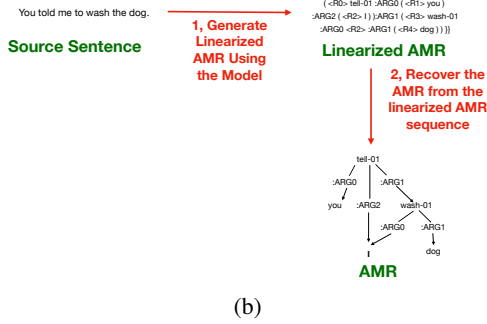 You told me to wash the dog.
Source Sentence
1, Generate
Linearized
AMR Using
the Model
( <R0> tell-01 :ARG0 ( <R1> you )
:ARG2 ( <R2> I ) ):ARG1 ( <R3> wash-01
:ARG0 <R2> :ARG1 ( <R4> dog ) ) }}
Linearized AMR
2, Recover the
AMR from the
linearized AMR
sequence
tell-01
:ARG0 :ARG1
you :ARG2 wash-01
:ARG0 :ARG1
I dog
AMR
(b)